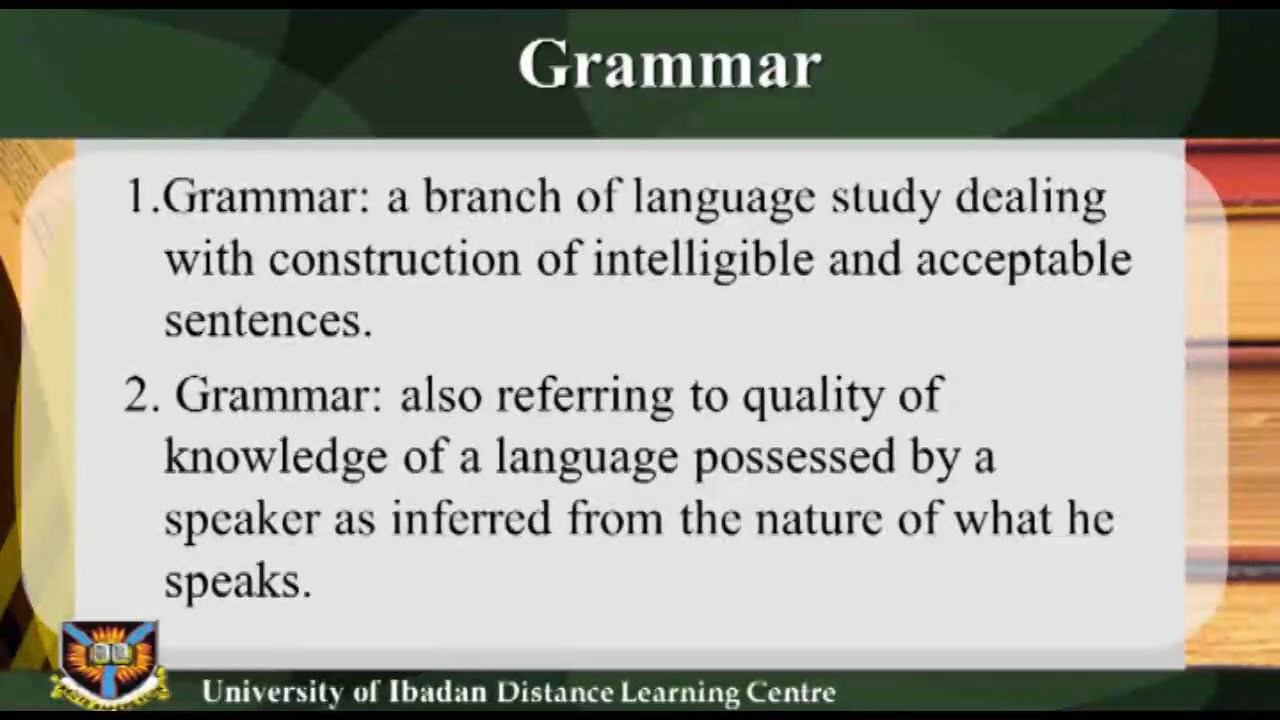 Grammar
1.Grammar: a branch of language study dealing
with construction of intelligible and acceptable
sentences.
2. Grammar: also referring to quality of
knowledge of a language possessed by a
speaker as inferred from the nature of what he
speaks.
University of Ibadan Distance Learning Centre